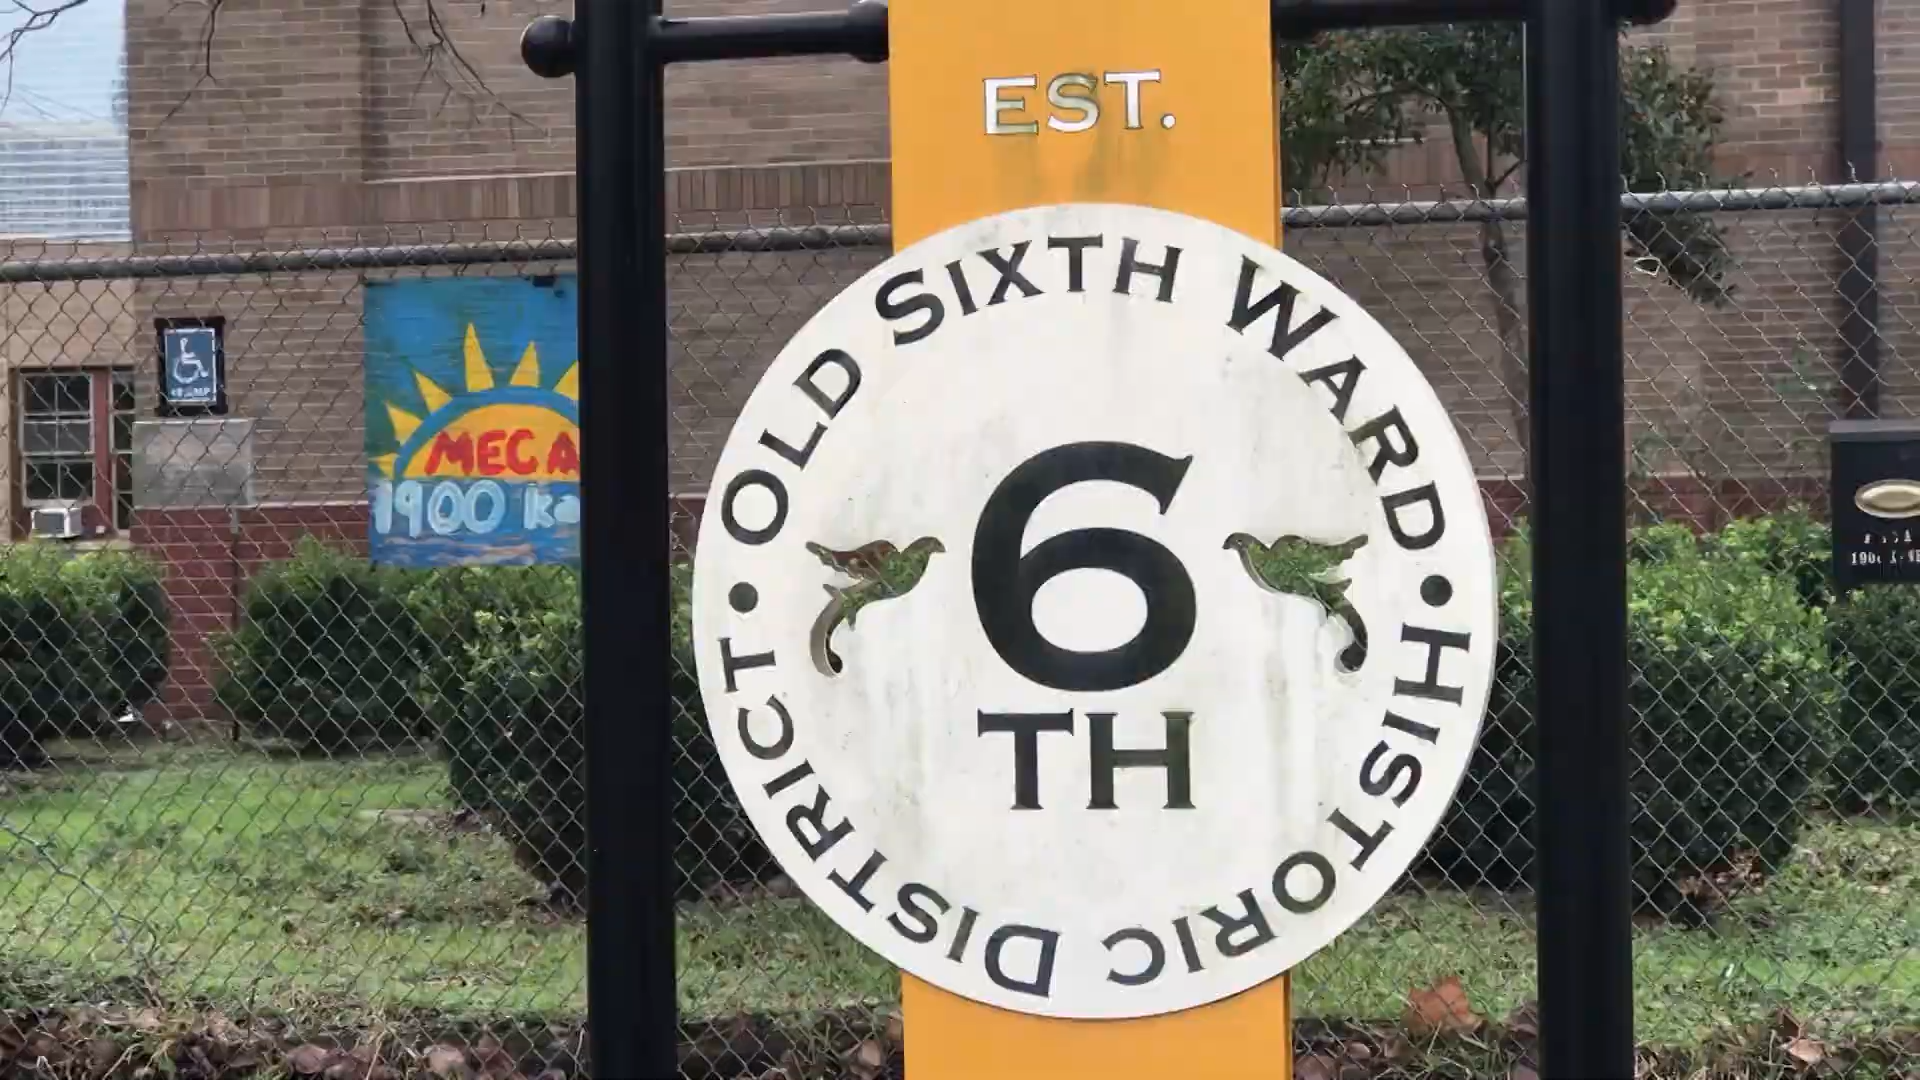 EST.
OLD SIXTH WARD • HISTORIC DISTRICT •
6
TH
MECA
1900